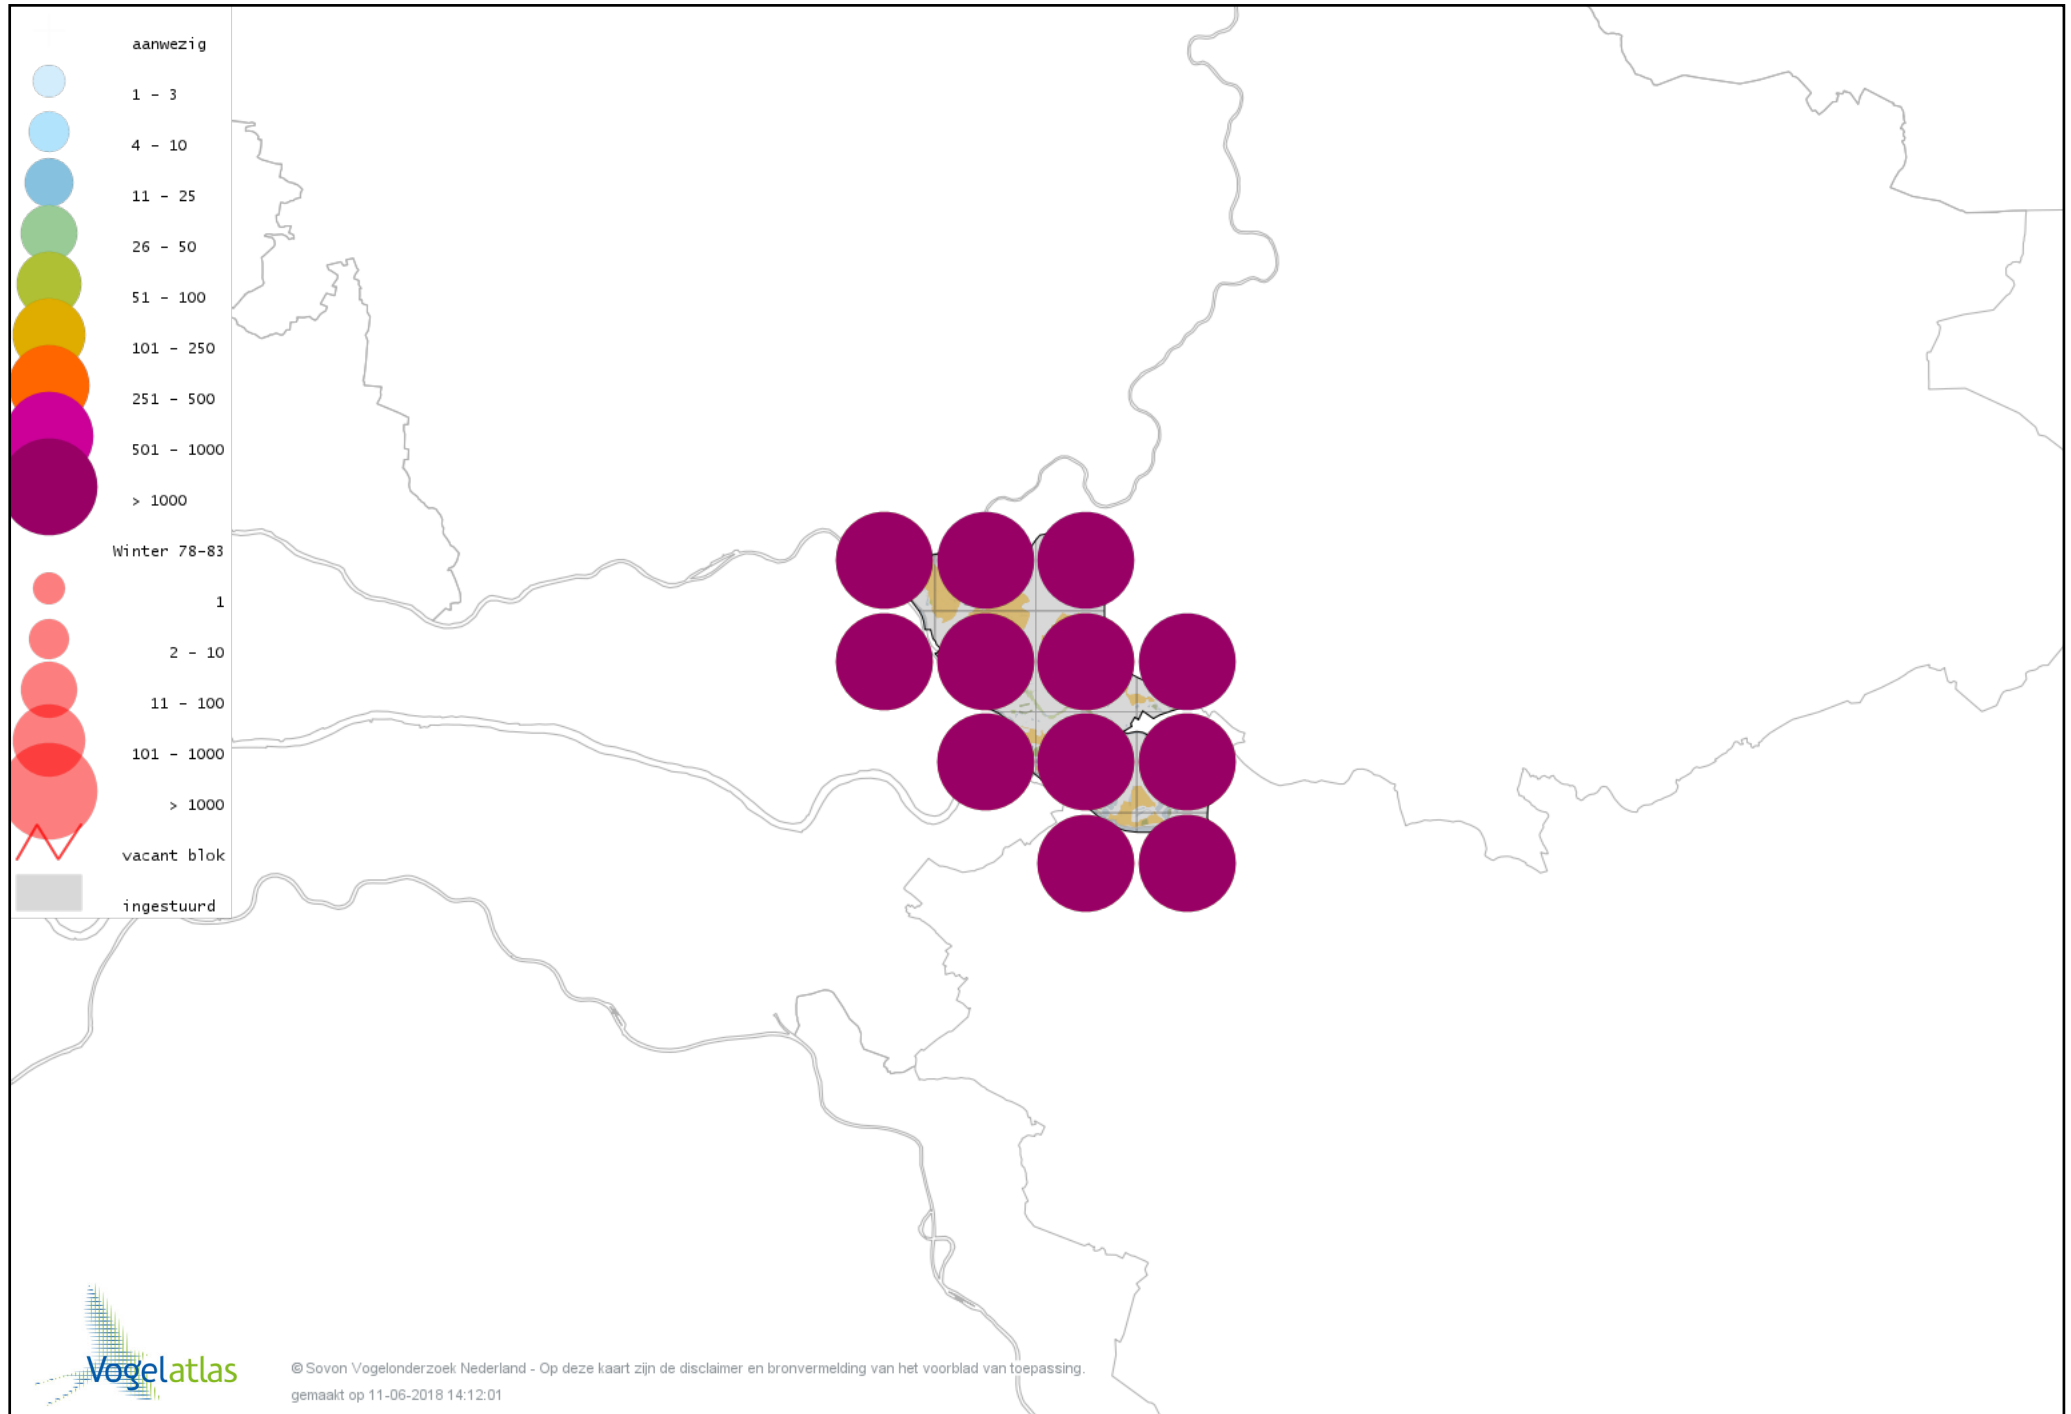 aanwezig
1 - 3
4 - 10
11 - 25
26 - 50
51 - 100
101 - 250
251 - 500
501 - 1000
> 1000
Winter 78-83
1
2 - 10
11 - 100
101 - 1000
> 1000
vacant blok
ingestuurd
Vogelatlas
© Sovon Vogelonderzoek Nederland - Op deze kaart zijn de disclaimer en bronvermelding van het voorblad van toepassing.
gemaakt op 11-06-2018 14:12:01